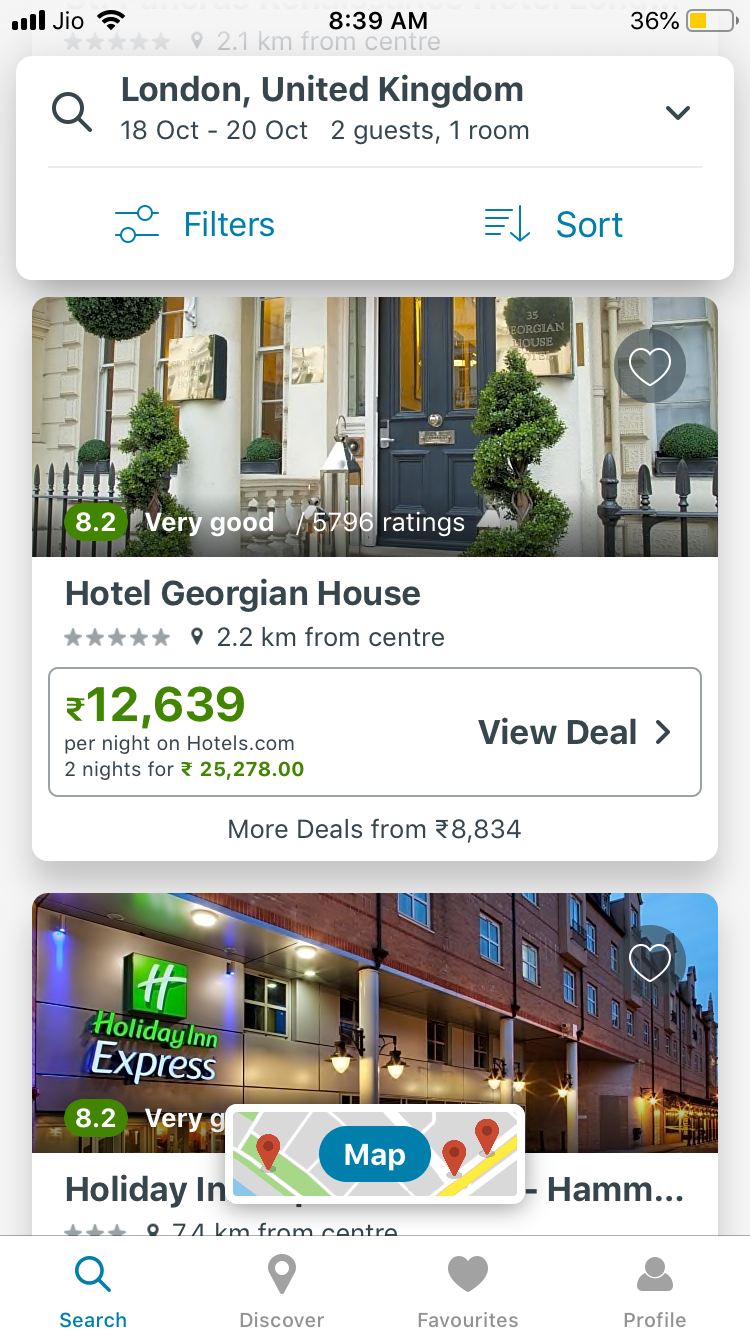 Jio 8:39 AM 36%
2.1 km from centre
London, United Kingdom
18 Oct - 20 Oct 2 guests, 1 room
Filters Sort
35
GEORGIAN
HOUSE
HOTEL
8.2 Very good / 5796 ratings
Hotel Georgian House
2.2 km from centre
₹12,639
per night on Hotels.com
2 nights for ₹ 25,278.00
View Deal
More Deals from ₹8,834
H
Holiday Inn
Express
8.2 Very g
Map
Holiday In - Hamm...
7.4 km from centre
Search Discover Favourites Profile